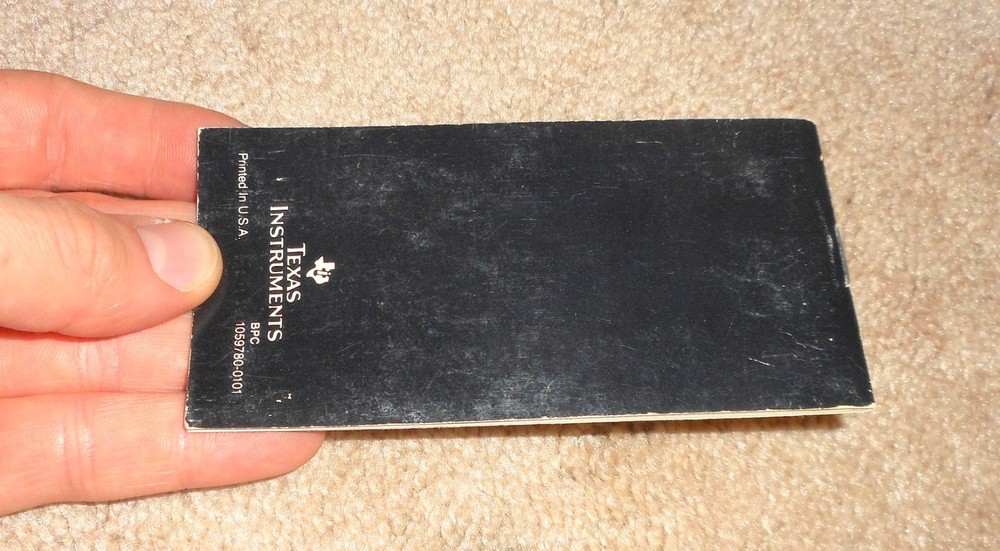 TEXAS
INSTRUMENTS
Printed in U.S.A.
BPC
1059780-0101